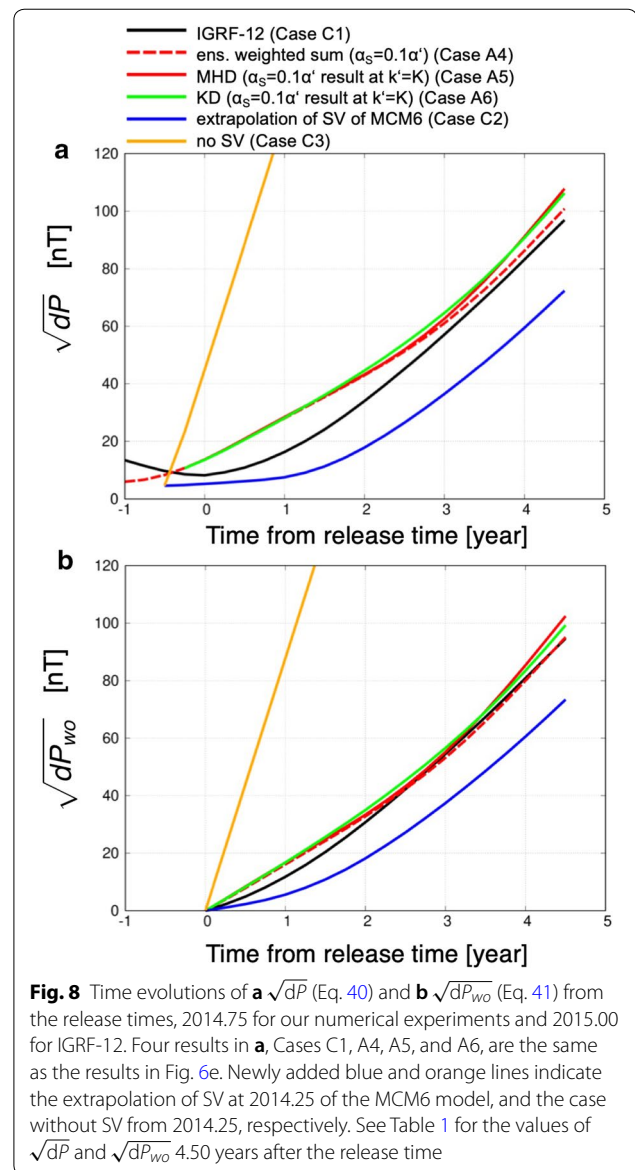 IGRF-12 (Case C1)
ens. weighted sum (αS=0.1α‘) (Case A4)
MHD (αS=0.1α‘ result at k‘=K) (Case A5)
KD (αS=0.1α‘ result at k‘=K) (Case A6)
extrapolation of SV of MCM6 (Case C2)
no SV (Case C3)
a
120
100
80
60
40
20
0
√dP [nT]
-1 0 1 2 3 4 5
Time from release time [year]
b
120
100
80
60
40
20
0
√dPwo [nT]
-1 0 1 2 3 4 5
Time from release time [year]
Fig. 8 Time evolutions of a √dP (Eq. 40) and b √dPwo (Eq. 41) from
the release times, 2014.75 for our numerical experiments and 2015.00
for IGRF-12. Four results in a, Cases C1, A4, A5, and A6, are the same
as the results in Fig. 6e. Newly added blue and orange lines indicate
the extrapolation of SV at 2014.25 of the MCM6 model, and the case
without SV from 2014.25, respectively. See Table 1 for the values of
√dP and √dPwo 4.50 years after the release time